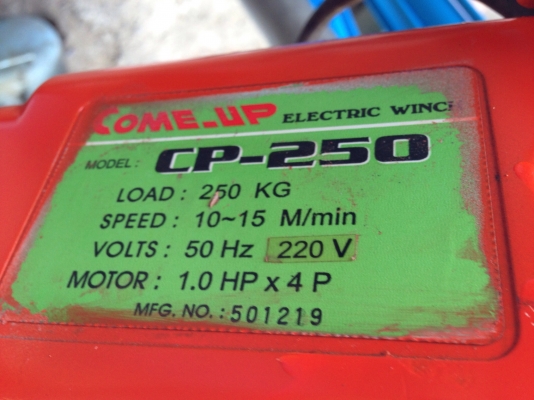 COME-UP ELECTRIC WINC
MODEL: CP-250
LOAD: 250 KG
SPEED: 10~15 M/min
VOLTS: 50 Hz 220 V
MOTOR: 1.0 HP x 4 P
MFG. NO.: 501219